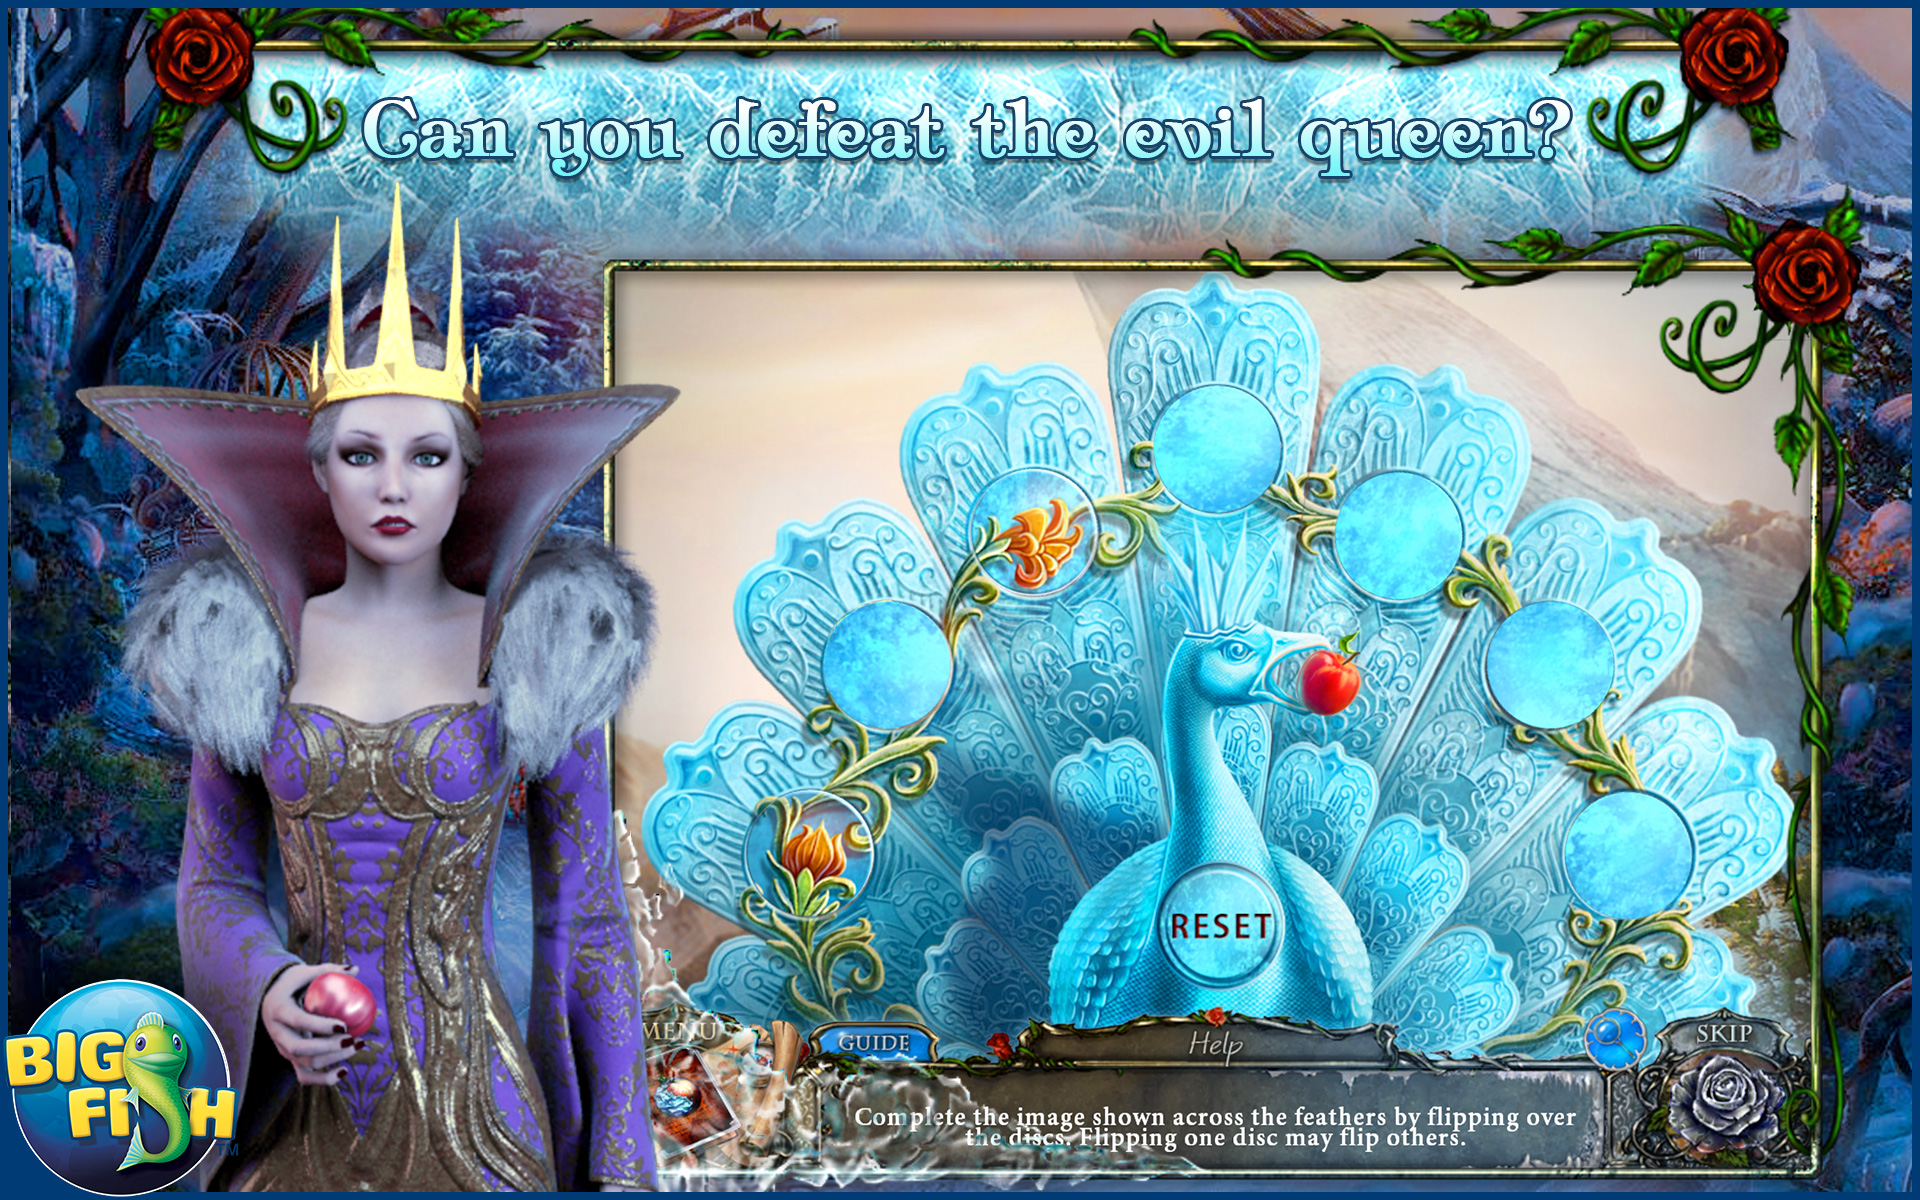 Can you defeat the evil queen?
RESET
MENU
GUIDE
Help
SKIP
Complete the image shown across the feathers by flipping over
the discs. Flipping one disc may flip others.
BIG
FISH
TM